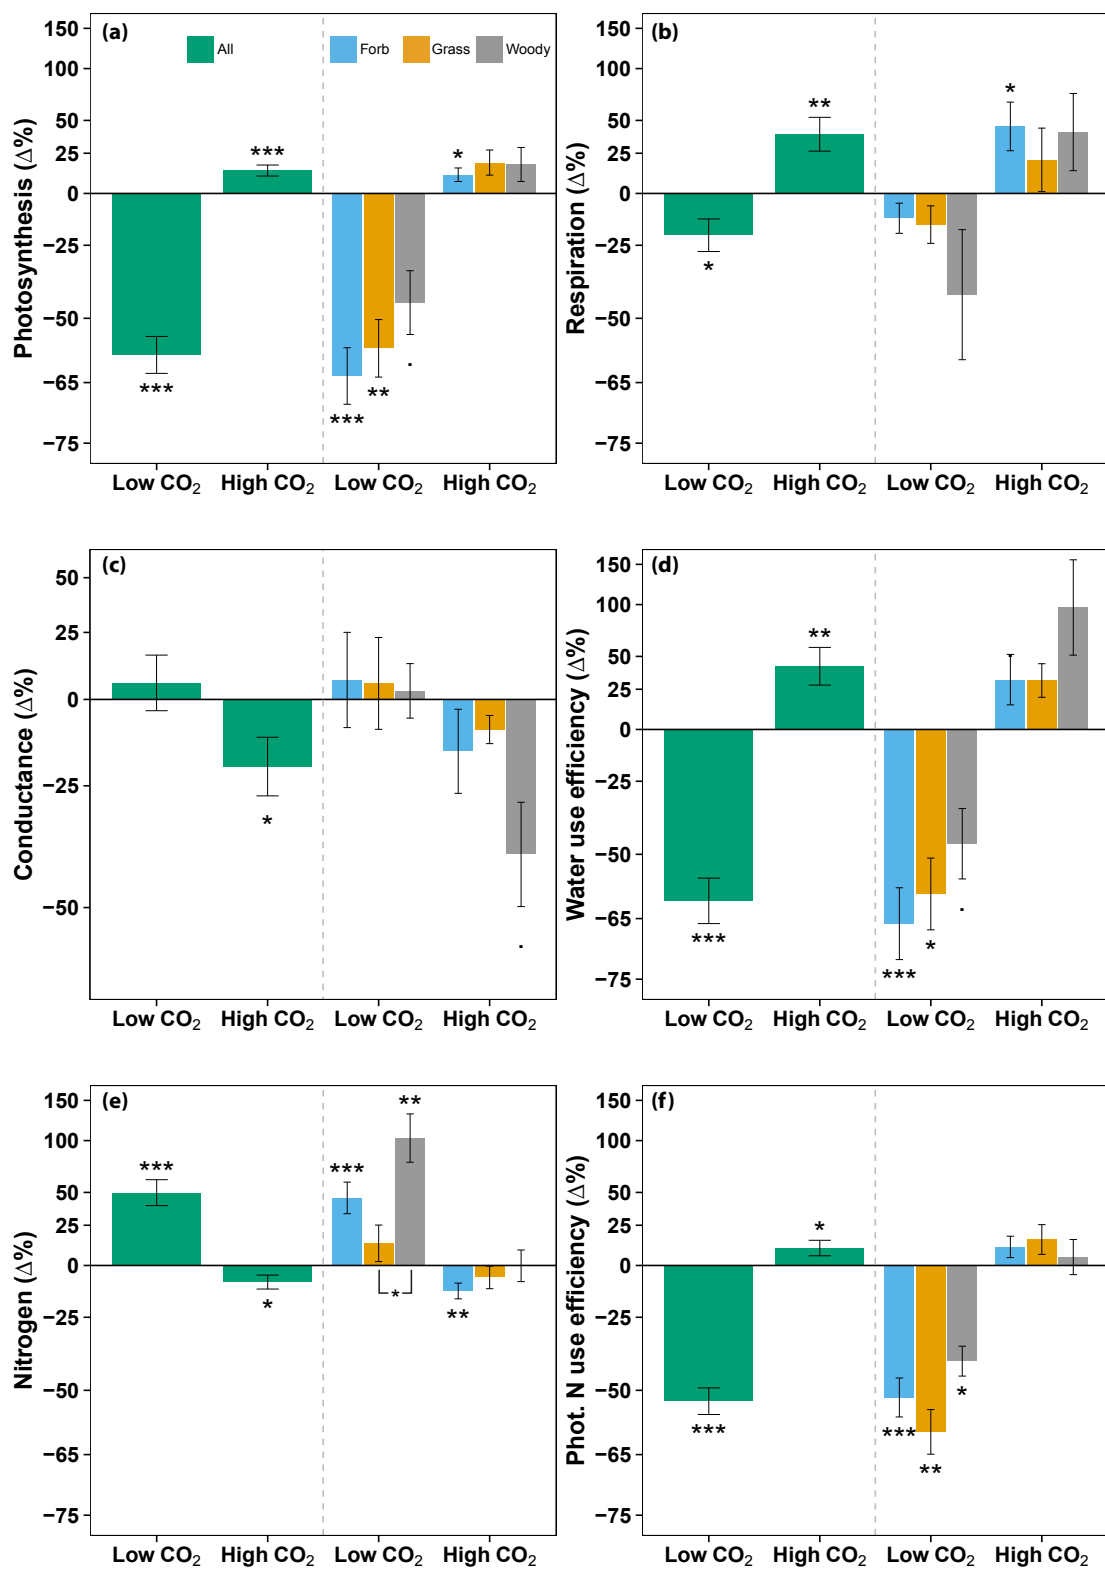 (a)
All
Forb
Grass
Woody
Photosynthesis (Δ%)
150
100
50
25
0
−25
−50
−65
−75
***
***
***
**
.
*
Low CO₂
High CO₂
Low CO₂
High CO₂
(b)
Respiration (Δ%)
150
100
50
25
0
−25
−50
−65
−75
*
**
*
Low CO₂
High CO₂
Low CO₂
High CO₂
(c)
Conductance (Δ%)
50
25
0
−25
−50
*
.
Low CO₂
High CO₂
Low CO₂
High CO₂
(d)
Water use efficiency (Δ%)
150
100
50
25
0
−25
−50
−65
−75
***
**
***
*
.
.
Low CO₂
High CO₂
Low CO₂
High CO₂
(e)
Nitrogen (Δ%)
150
100
50
25
0
−25
−50
−65
−75
***
*
***
**
*
**
Low CO₂
High CO₂
Low CO₂
High CO₂
(f)
Phot. N use efficiency (Δ%)
150
100
50
25
0
−25
−50
−65
−75
***
*
***
**
*
Low CO₂
High CO₂
Low CO₂
High CO₂